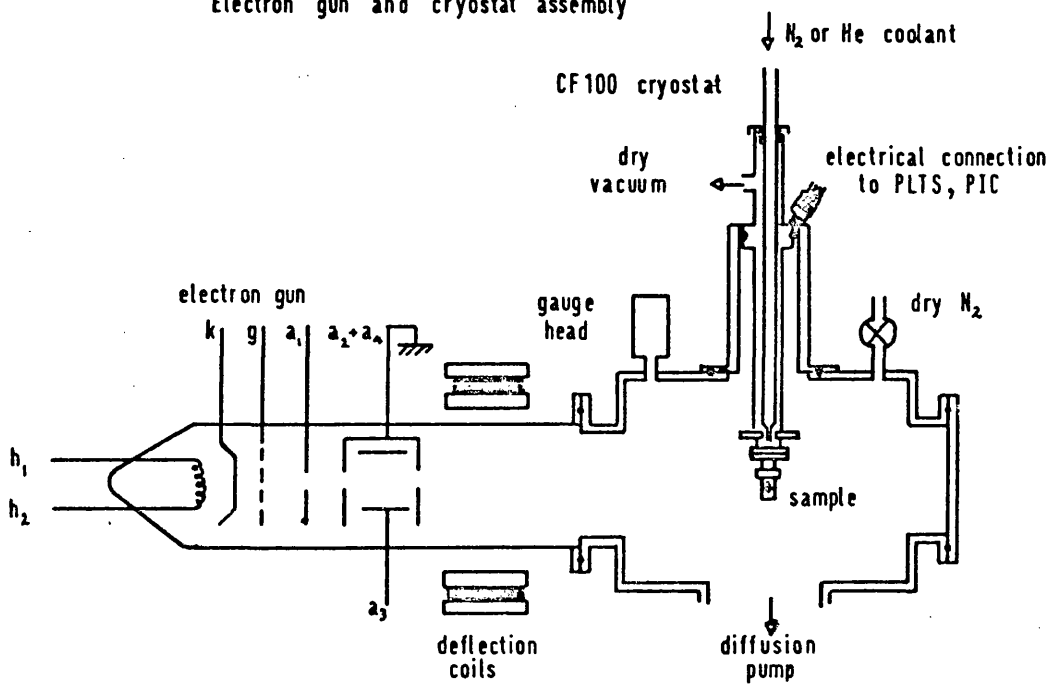 Electron gun and cryostat assembly
N₂ or He coolant
CF100 cryostat
dry
vacuum
electrical connection
to PLTS, PIC
electron gun
k g a₁ a₂+a₄
gauge
head
dry N₂
h₁
h₂
sample
a₃
deflection
coils
diffusion
pump